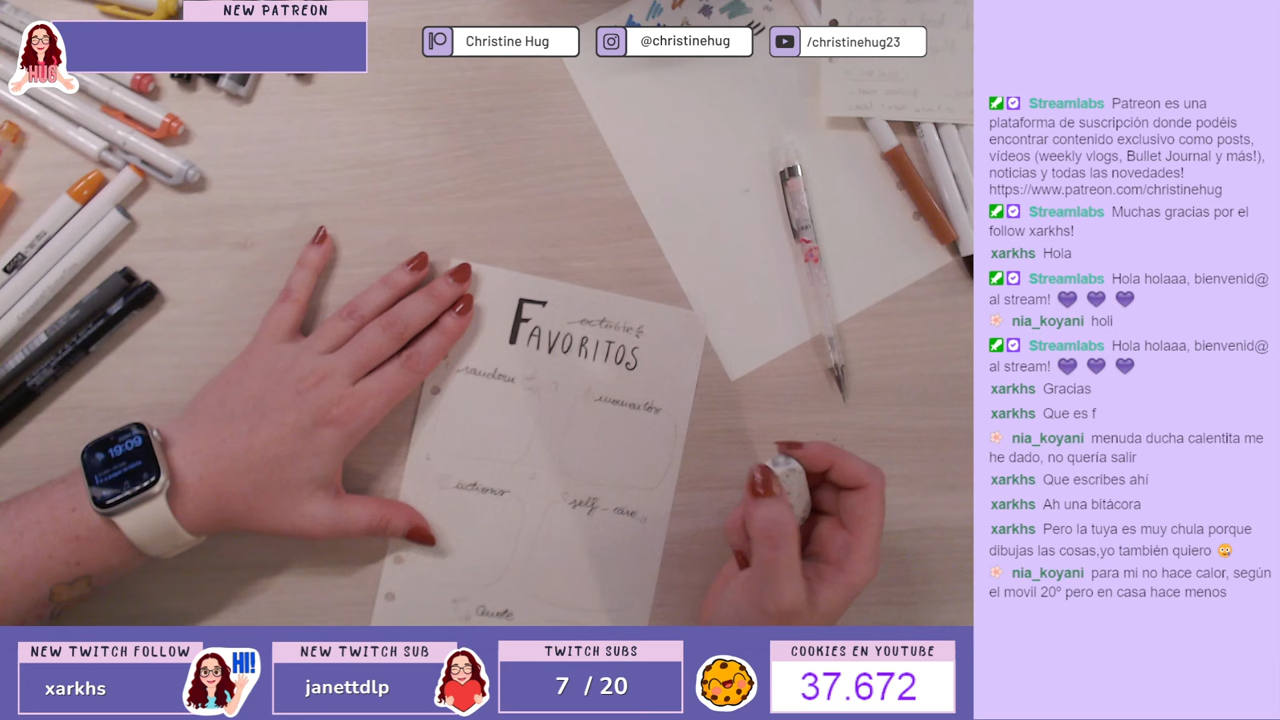 NEW PATREON
HUG
Christine Hug
@christinehug
/christinehug23
octubre
FAVORITOS
random
momentos
actions
self-care
Quote
19:09
Streamlabs Patreon es una
plataforma de suscripción donde podéis
encontrar contenido exclusivo como posts,
vídeos (weekly vlogs, Bullet Journal y más!),
noticias y todas las novedades!
https://www.patreon.com/christinehug
Streamlabs Muchas gracias por el
follow xarkhs!
xarkhs Hola
Streamlabs Hola holaaa, bienvenid@
al stream! 💜 💜 💜
nia_koyani holi
Streamlabs Hola holaaa, bienvenid@
al stream! 💜 💜 💜
xarkhs Gracias
xarkhs Que es f
nia_koyani menuda ducha calentita me
he dado, no quería salir
xarkhs Que escribes ahí
xarkhs Ah una bitácora
xarkhs Pero la tuya es muy chula porque
dibujas las cosas,yo también quiero
nia_koyani para mi no hace calor, según
el movil 20º pero en casa hace menos
NEW TWITCH FOLLOW
xarkhs
HI!
NEW TWITCH SUB
janettdlp
TWITCH SUBS
7 / 20
COOKIES EN YOUTUBE
37.672